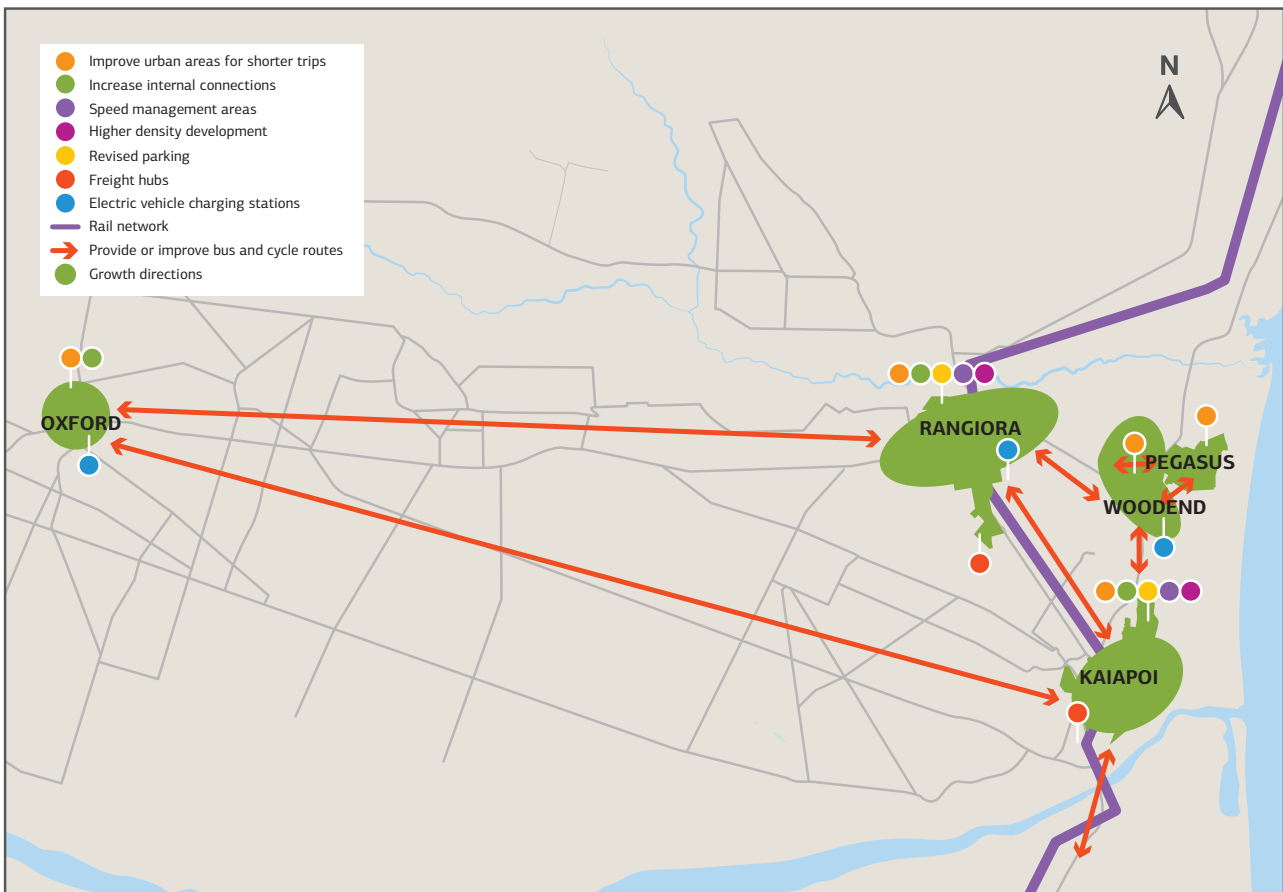 Improve urban areas for shorter trips
Increase internal connections
Speed management areas
Higher density development
Revised parking
Freight hubs
Electric vehicle charging stations
Rail network
Provide or improve bus and cycle routes
Growth directions
N
OXFORD
RANGIORA
PEGASUS
WOODEND
KAIAPOI